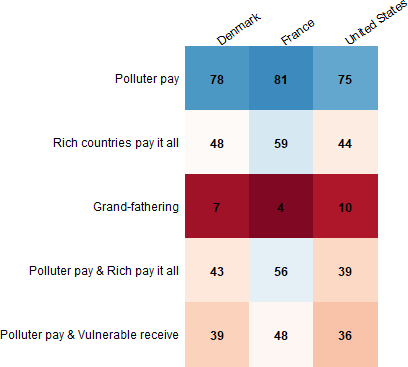 Denmark France United States
Polluter pay 78 81 75
Rich countries pay it all 48 59 44
Grand-fathering 7 4 10
Polluter pay & Rich pay it all 43 56 39
Polluter pay & Vulnerable receive 39 48 36